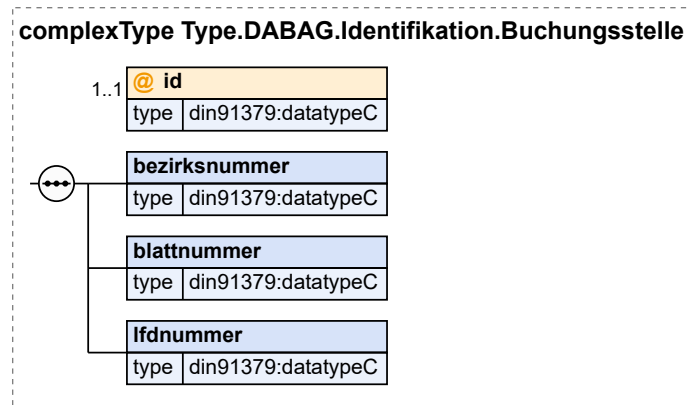 complexType Type.DABAG.Identifikation.Buchungsstelle
1..1 @ id
type din91379:datatypeC
bezirksnummer
type din91379:datatypeC
blattnummer
type din91379:datatypeC
lfdnummer
type din91379:datatypeC